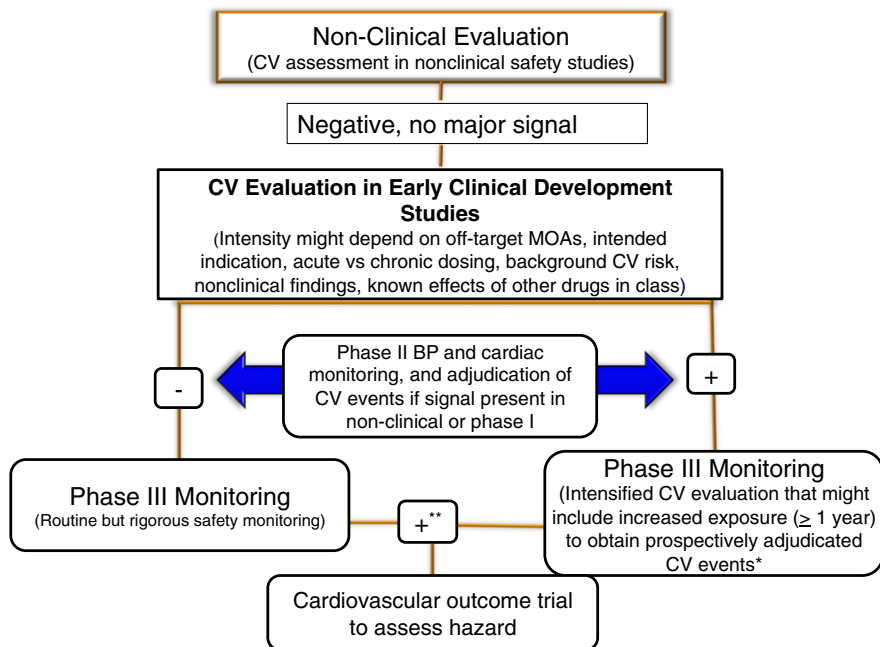 Non-Clinical Evaluation
(CV assessment in nonclinical safety studies)
Negative, no major signal
CV Evaluation in Early Clinical Development
Studies
(Intensity might depend on off-target MOAs, intended
indication, acute vs chronic dosing, background CV risk,
nonclinical findings, known effects of other drugs in class)
Phase II BP and cardiac
monitoring, and adjudication of
CV events if signal present in
non-clinical or phase I
-
+
Phase III Monitoring
(Routine but rigorous safety monitoring)
+**
Phase III Monitoring
(Intensified CV evaluation that might
include increased exposure (≥ 1 year)
to obtain prospectively adjudicated
CV events*
Cardiovascular outcome trial
to assess hazard